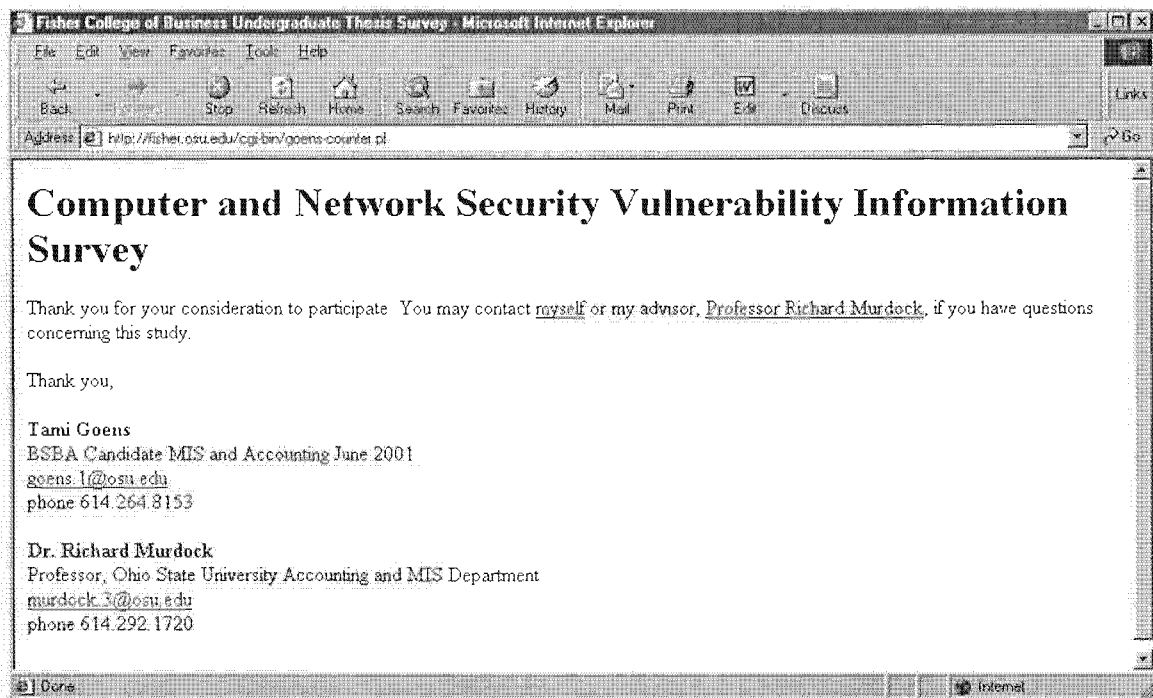 Fisher College of Business Undergraduate Thesis Survey - Microsoft Internet Explorer
File Edit View Favorites Tools Help
Back Stop Refresh Home Search Favorites History Mail Print Edit Discuss Links
Address http://fisher.osu.edu/cgi-bin/goens-counter.pl Go
Computer and Network Security Vulnerability Information
Survey
Thank you for your consideration to participate You may contact myself or my advisor, Professor Richard Murdock, if you have questions
concerning this study.
Thank you,
Tami Goens
BSBA Candidate MIS and Accounting June 2001
goens.1@osu.edu
phone 614.264.8153
Dr. Richard Murdock
Professor, Ohio State University Accounting and MIS Department
murdock.3@osu.edu
phone 614.292.1720
Done Internet